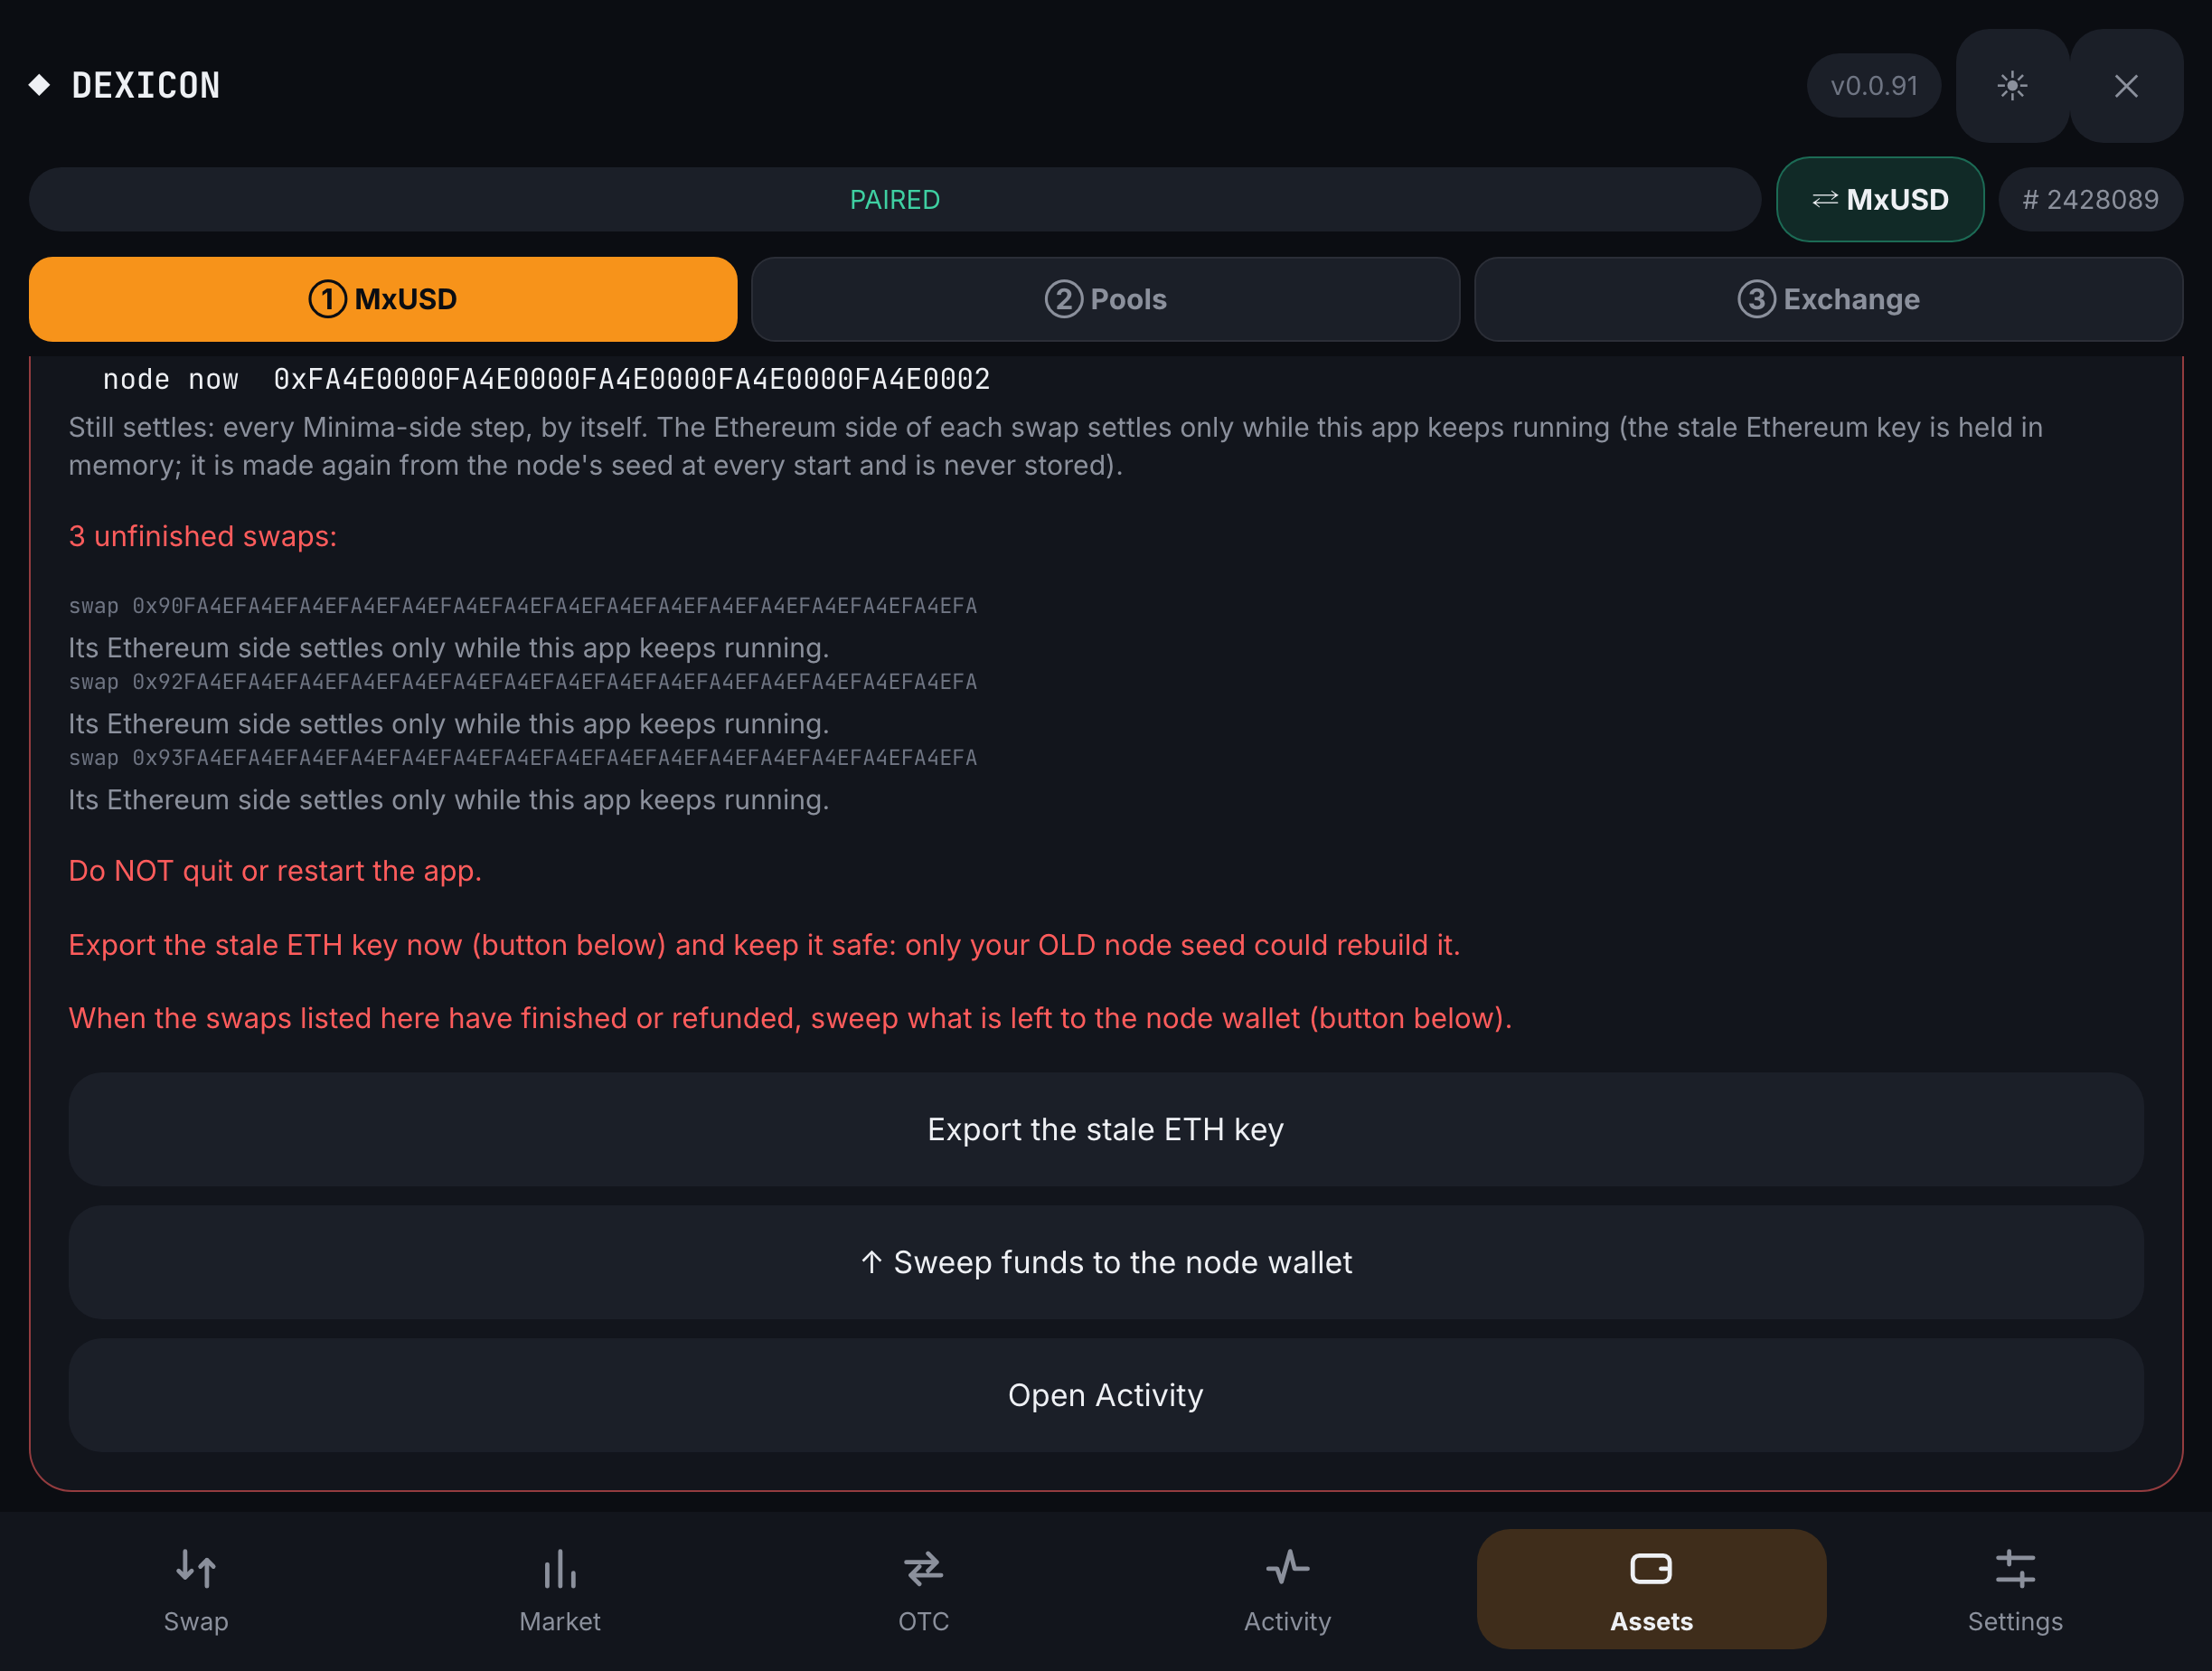 ◆ DEXICON
v0.0.91
PAIRED
⇄ MxUSD
# 2428089
① MxUSD
② Pools
③ Exchange
node now 0xFA4E0000FA4E0000FA4E0000FA4E0000FA4E0002
Still settles: every Minima-side step, by itself. The Ethereum side of each swap settles only while this app keeps running (the stale Ethereum key is held in
memory; it is made again from the node's seed at every start and is never stored).
3 unfinished swaps:
swap 0x90FA4EFA4EFA4EFA4EFA4EFA4EFA4EFA4EFA4EFA4EFA4EFA4EFA4EFA4EFA4EFA4EFA
Its Ethereum side settles only while this app keeps running.
swap 0x92FA4EFA4EFA4EFA4EFA4EFA4EFA4EFA4EFA4EFA4EFA4EFA4EFA4EFA4EFA4EFA4EFA
Its Ethereum side settles only while this app keeps running.
swap 0x93FA4EFA4EFA4EFA4EFA4EFA4EFA4EFA4EFA4EFA4EFA4EFA4EFA4EFA4EFA4EFA4EFA
Its Ethereum side settles only while this app keeps running.
Do NOT quit or restart the app.
Export the stale ETH key now (button below) and keep it safe: only your OLD node seed could rebuild it.
When the swaps listed here have finished or refunded, sweep what is left to the node wallet (button below).
Export the stale ETH key
↑ Sweep funds to the node wallet
Open Activity
Swap
Market
OTC
Activity
Assets
Settings